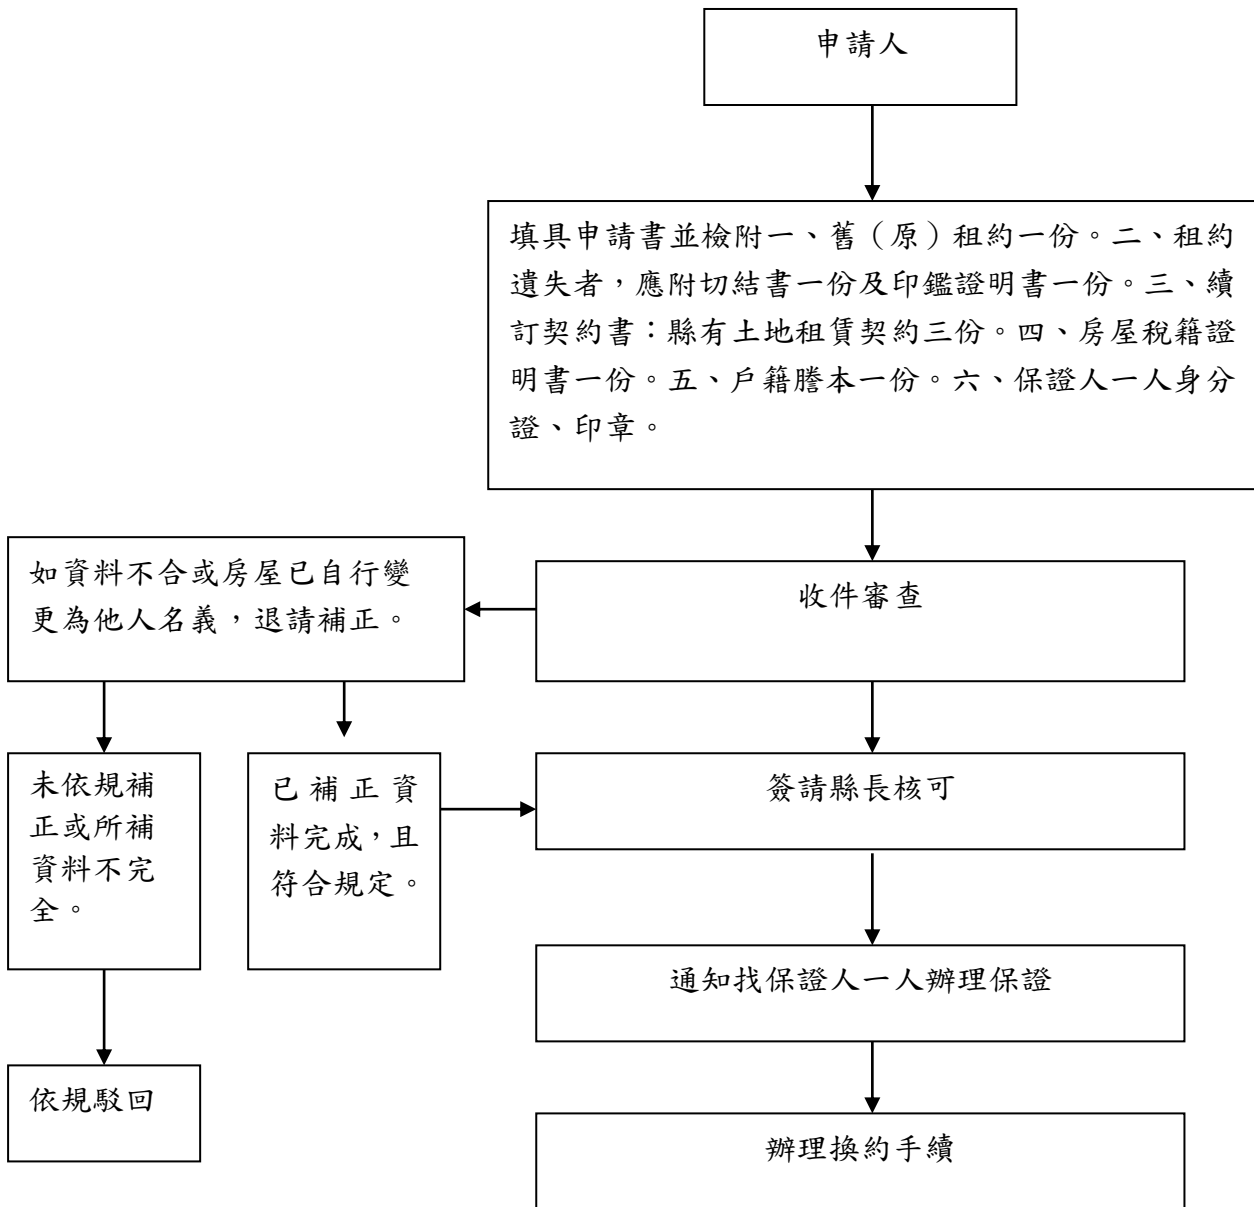 申請人
填具申請書並檢附一、舊（原）租約一份。二、租約
遺失者，應附切結書一份及印鑑證明書一份。三、續
訂契約書：縣有土地租賃契約三份。四、房屋稅籍證
明書一份。五、戶籍謄本一份。六、保證人一人身分
證、印章。
如資料不合或房屋已自行變
更為他人名義，退請補正。
收件審查
未依規補
正或所補
資料不完
全。
已補正資
料完成，且
符合規定。
簽請縣長核可
通知找保證人一人辦理保證
依規駁回
辦理換約手續